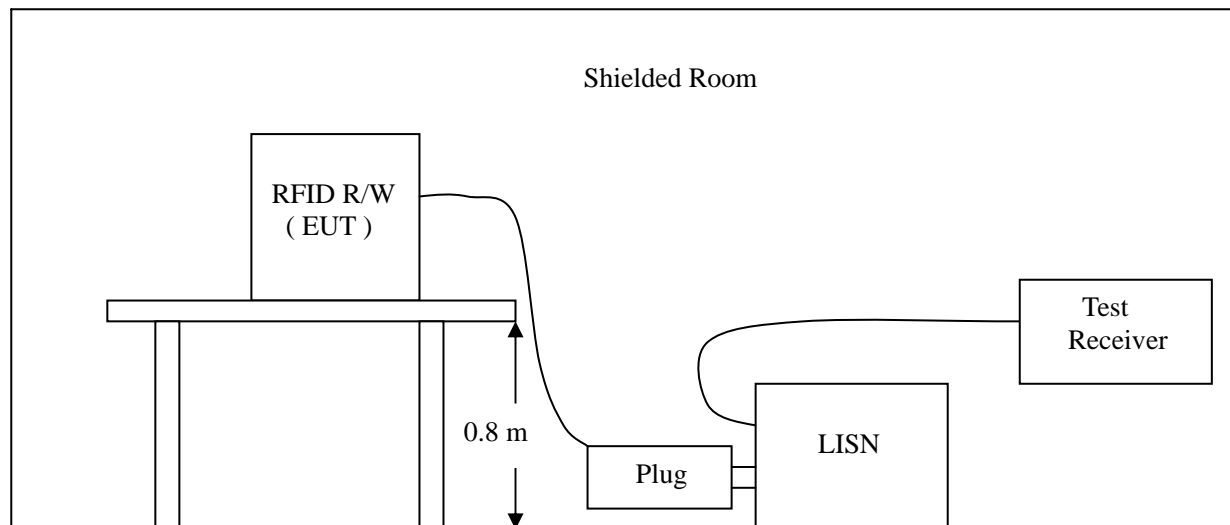 Shielded Room
RFID R/W
( EUT )
Test
Receiver
0.8 m
LISN
Plug